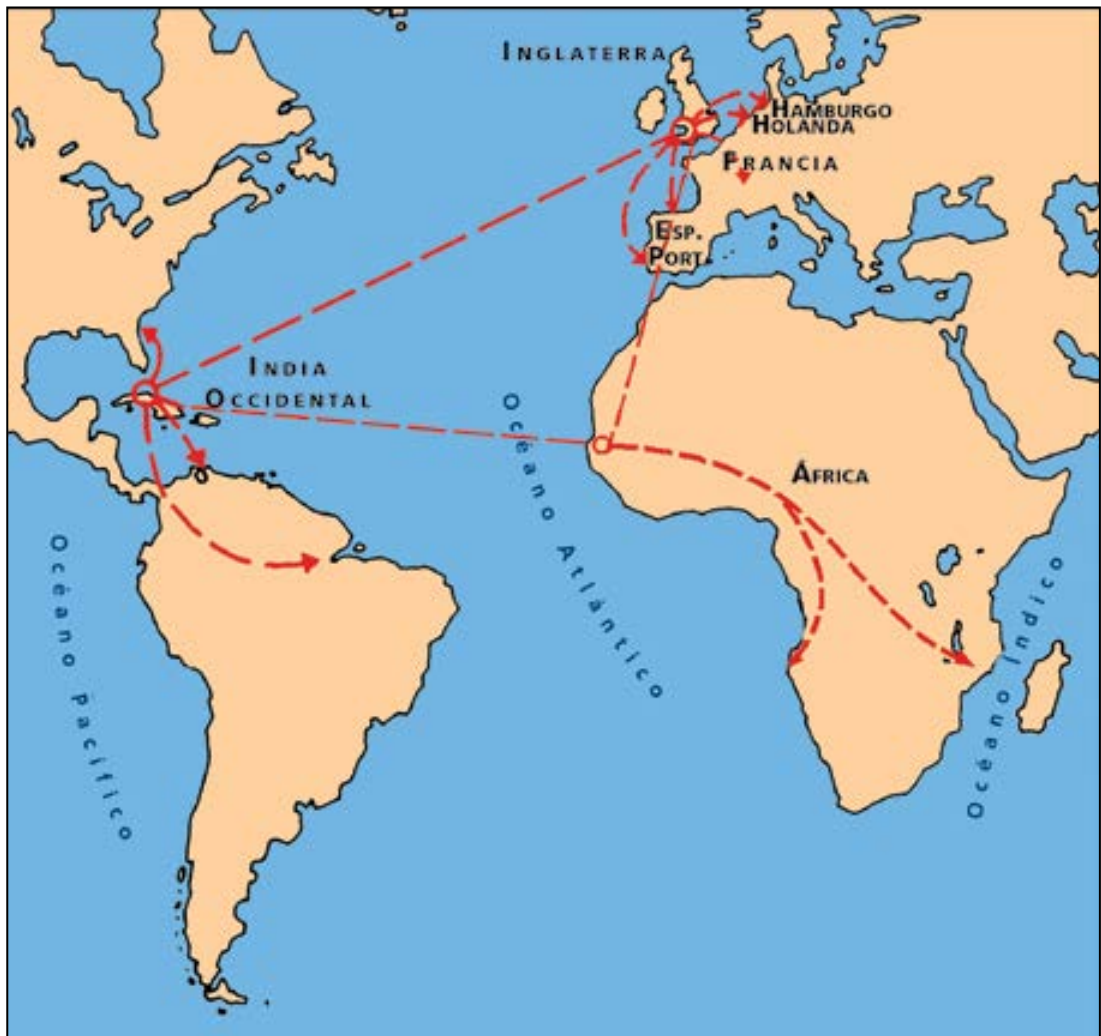 INGLATERRA
HAMBURGO
HOLANDA
FRANCIA
ESP.
PORT.
INDIA
OCCIDENTAL
ÁFRICA
Océano Atlántico
Océano pacífico
Océano Índico